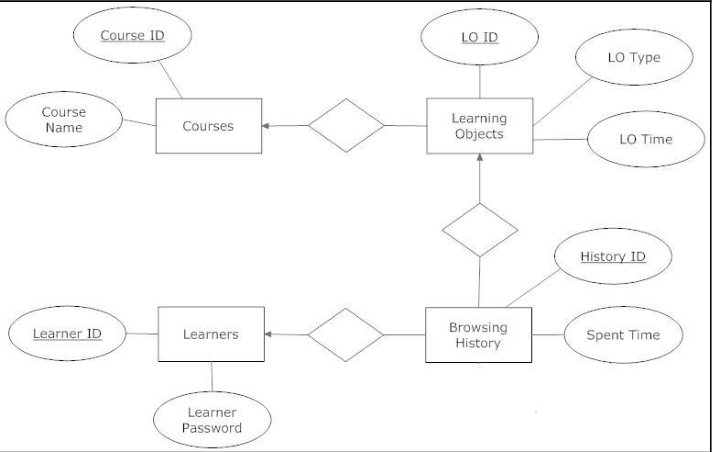 Course ID
LO ID
LO Type
Course
Name
Courses
Learning
Objects
LO Time
History ID
Learner ID
Learners
Browsing
History
Spent Time
Learner
Password